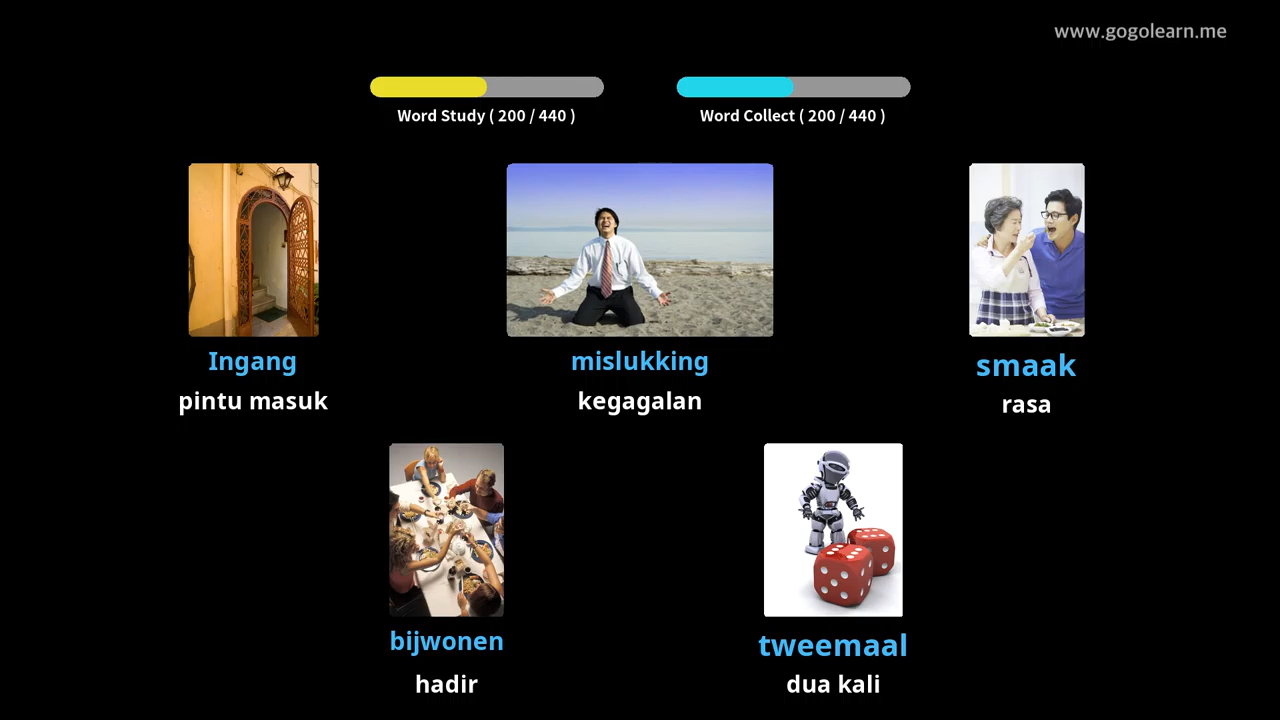 www.gogolearn.me
Word Study ( 200 / 440 )
Word Collect ( 200 / 440 )
Ingang
pintu masuk
mislukking
kegagalan
smaak
rasa
bijwonen
hadir
tweemaal
dua kali